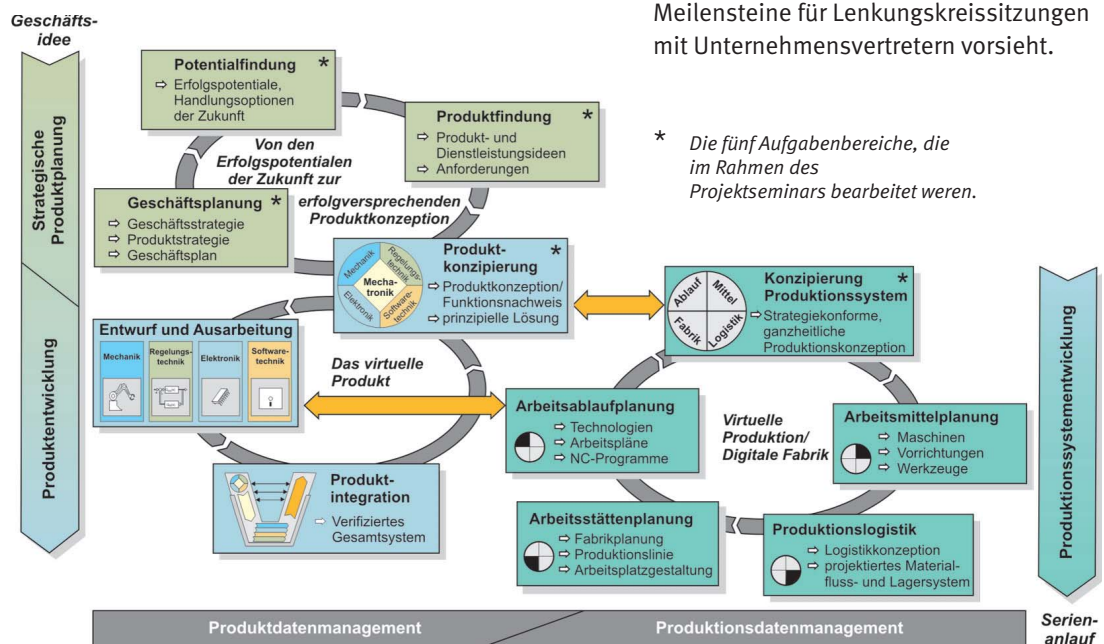 Meilensteine für Lenkungskreissitzungen
mit Unternehmensvertretern vorsieht.
* Die fünf Aufgabenbereiche, die
im Rahmen des
Projektseminars bearbeitet weren.
Geschäfts-
idee
Strategische
Produktplanung
Produktentwicklung
Potentialfindung *
⇨ Erfolgspotentiale,
Handlungsoptionen
der Zukunft
Produktfindung *
⇨ Produkt- und
Dienstleistungsideen
⇨ Anforderungen
Von den
Erfolgspotentialen
der Zukunft zur
erfolgversprechenden
Produktkonzeption
Geschäftsplanung *
⇨ Geschäftsstrategie
⇨ Produktstrategie
⇨ Geschäftsplan
Mechanik
Regelungs-
technik
Mecha-
tronik
Elektronik
Software-
technik
Produkt- *
konzipierung
⇨ Produktkonzeption/
Funktionsnachweis
⇨ prinzipielle Lösung
Ablauf
Mittel
Fabrik
Logistik
Konzipierung *
Produktionssystem
⇨ Strategiekonforme,
ganzheitliche
Produktionskonzeption
Entwurf und Ausarbeitung
Mechanik
Regelungs-
technik
Elektronik
Software-
technik
Das virtuelle
Produkt
Arbeitsablaufplanung
⇨ Technologien
⇨ Arbeitspläne
⇨ NC-Programme
Virtuelle
Produktion/
Digitale Fabrik
Arbeitsmittelplanung
⇨ Maschinen
⇨ Vorrichtungen
⇨ Werkzeuge
Produkt-
integration
⇨ Verifiziertes
Gesamtsystem
Arbeitsstättenplanung
⇨ Fabrikplanung
⇨ Produktionslinie
⇨ Arbeitsplatzgestaltung
Produktionslogistik
⇨ Logistikkonzeption
⇨ projektiertes Material-
fluss- und Lagersystem
Produktionssystementwicklung
Produktdatenmanagement
Produktionsdatenmanagement
Serien-
anlauf